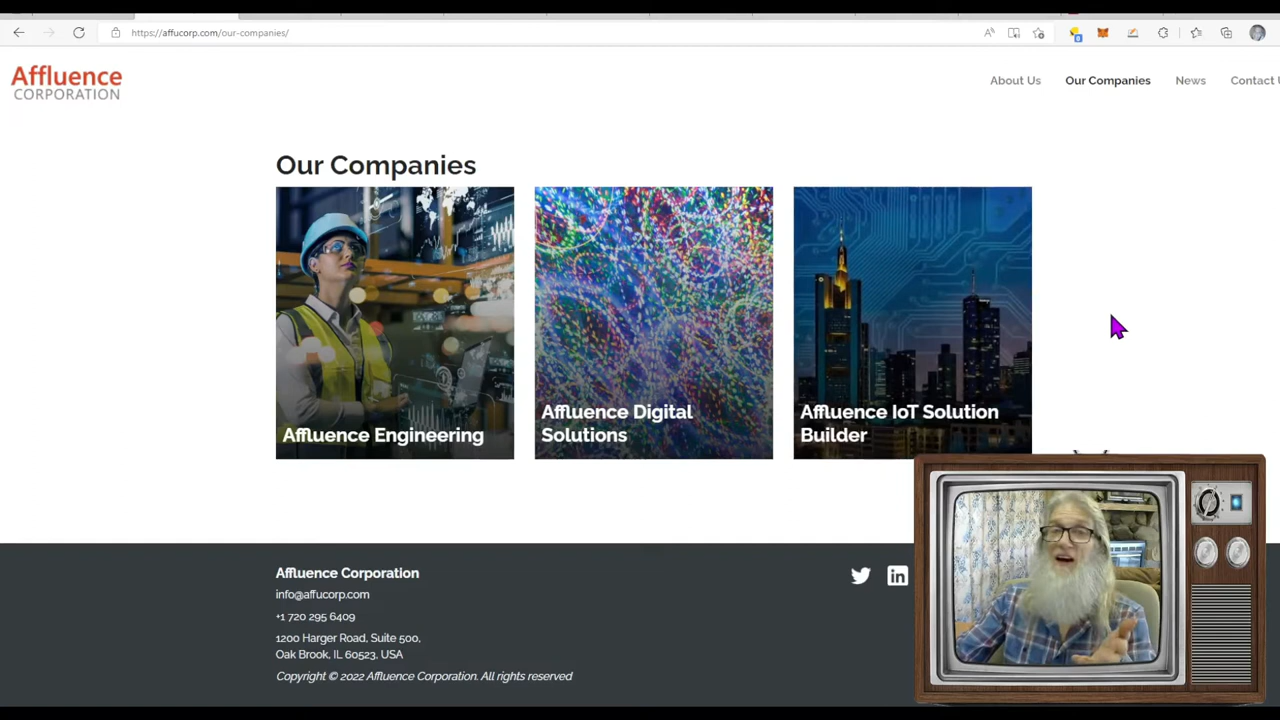 https://affucorp.com/our-companies/
Affluence
CORPORATION
About Us
Our Companies
News
Contact U
Our Companies
Affluence Engineering
Affluence Digital
Solutions
Affluence IoT Solution
Builder
Affluence Corporation
info@affucorp.com
+1 720 295 6409
1200 Harger Road, Suite 500,
Oak Brook, IL 60523, USA
Copyright © 2022 Affluence Corporation. All rights reserved